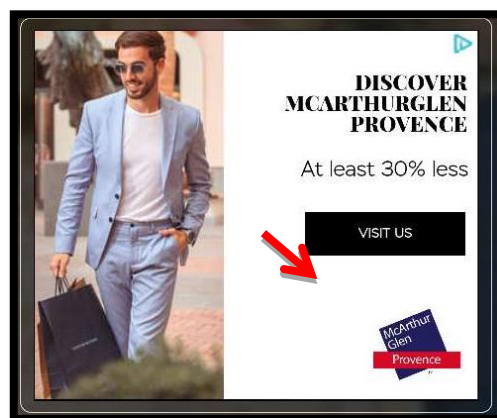 DISCOVER
MCARTHURGLEN
PROVENCE
At least 30% less
VISIT US
McArthur
Glen
Provence